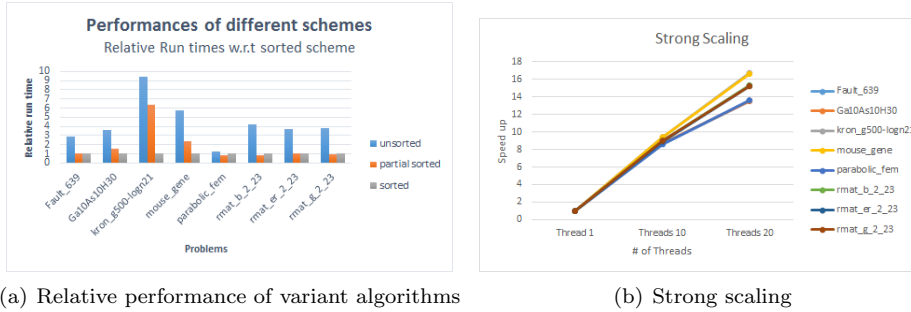 Performances of different schemes
Relative Run times w.r.t sorted scheme
Relative run time
10
9
8
7
6
5
4
3
2
1
0
Fault_639
Ga10As10H30
kron_g500-logn21
mouse_gene
parabolic_fem
rmat_b_2_23
rmat_er_2_23
rmat_g_2_23
Problems
unsorted
partial sorted
sorted
Strong Scaling
Speed up
18
16
14
12
10
8
6
4
2
0
Thread 1
Threads 10
Threads 20
# of Threads
Fault_639
Ga10As10H30
kron_g500-logn21
mouse_gene
parabolic_fem
rmat_b_2_23
rmat_er_2_23
rmat_g_2_23
(a) Relative performance of variant algorithms
(b) Strong scaling